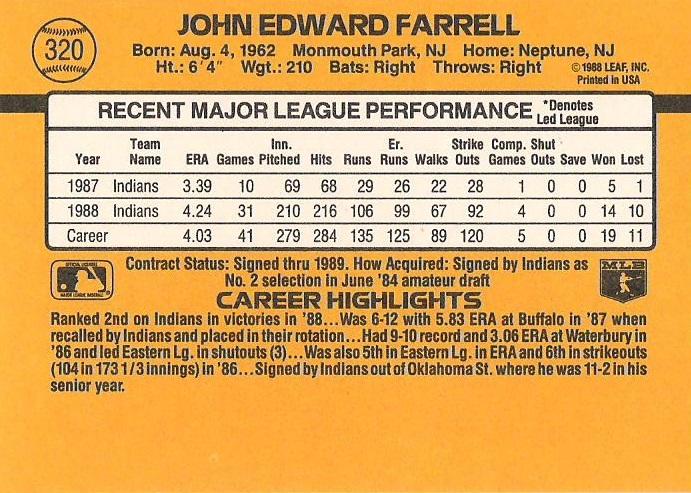 JOHN EDWARD FARRELL
320
Born: Aug. 4, 1962 Monmouth Park, NJ Home: Neptune, NJ
Ht.: 6'4" Wgt.: 210 Bats: Right Throws: Right
©1988 LEAF, INC.
Printed in USA
RECENT MAJOR LEAGUE PERFORMANCE *Denotes Led League
Year Team Name ERA Games Inn. Pitched Hits Runs Er. Runs Walks Strike Outs Comp. Games Shut Outs Save Won Lost
1987 Indians 3.39 10 69 68 29 26 22 28 1 0 0 5 1
1988 Indians 4.24 31 210 216 106 99 67 92 4 0 0 14 10
Career 4.03 41 279 284 135 125 89 120 5 0 0 19 11
Contract Status: Signed thru 1989. How Acquired: Signed by Indians as
No. 2 selection in June '84 amateur draft
MLB
CAREER HIGHLIGHTS
Ranked 2nd on Indians in victories in '88...Was 6-12 with 5.83 ERA at Buffalo in '87 when
recalled by Indians and placed in their rotation...Had 9-10 record and 3.06 ERA at Waterbury in
'86 and led Eastern Lg. in shutouts (3)...Was also 5th in Eastern Lg. in ERA and 6th in strikeouts
(104 in 173 1/3 innings) in '86...Signed by Indians out of Oklahoma St. where he was 11-2 in his
senior year.